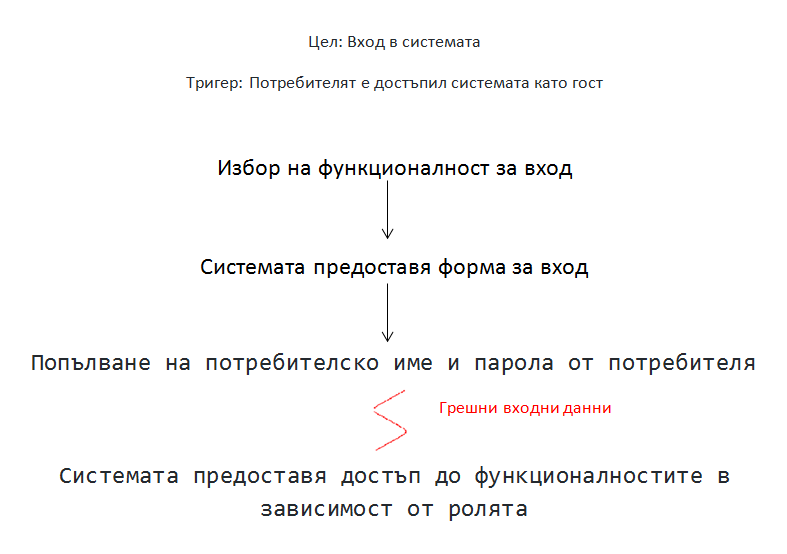 Цел: Вход в системата
Тригер: Потребителят е достъпил системата като гост
Избор на функционалност за вход
Системата предоставя форма за вход
Попълване на потребителско име и парола от потребителя
Грешни входни данни
Системата предоставя достъп до функционалностите в
зависимост от ролята